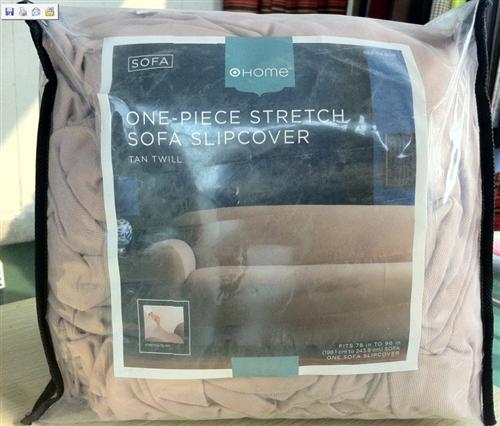 SOFA
HOME
ONE-PIECE STRETCH
SOFA SLIPCOVER
TAN TWILL
FITS 78 in TO 96 in
(198.1 cm to 243.8 cm) SOFA
ONE SOFA SLIPCOVER